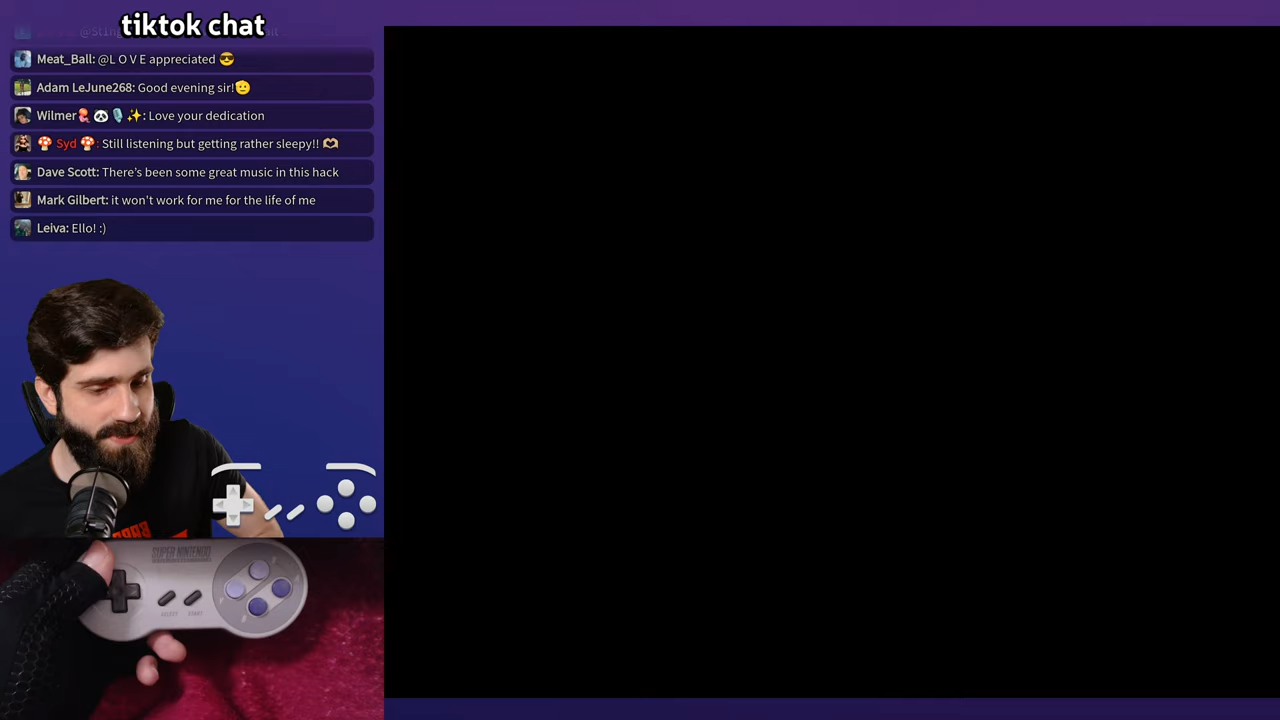 tiktok chat
Meat_Ball: @L O V E appreciated 😎
Adam LeJune268: Good evening sir!🫡
Wilmer🪱🐼🎙️✨: Love your dedication
🍄 Syd 🍄: Still listening but getting rather sleepy!! 🫶
Dave Scott: There's been some great music in this hack
Mark Gilbert: it won't work for me for the life of me
Leiva: Ello! :)
SUPER NINTENDO
SELECT START